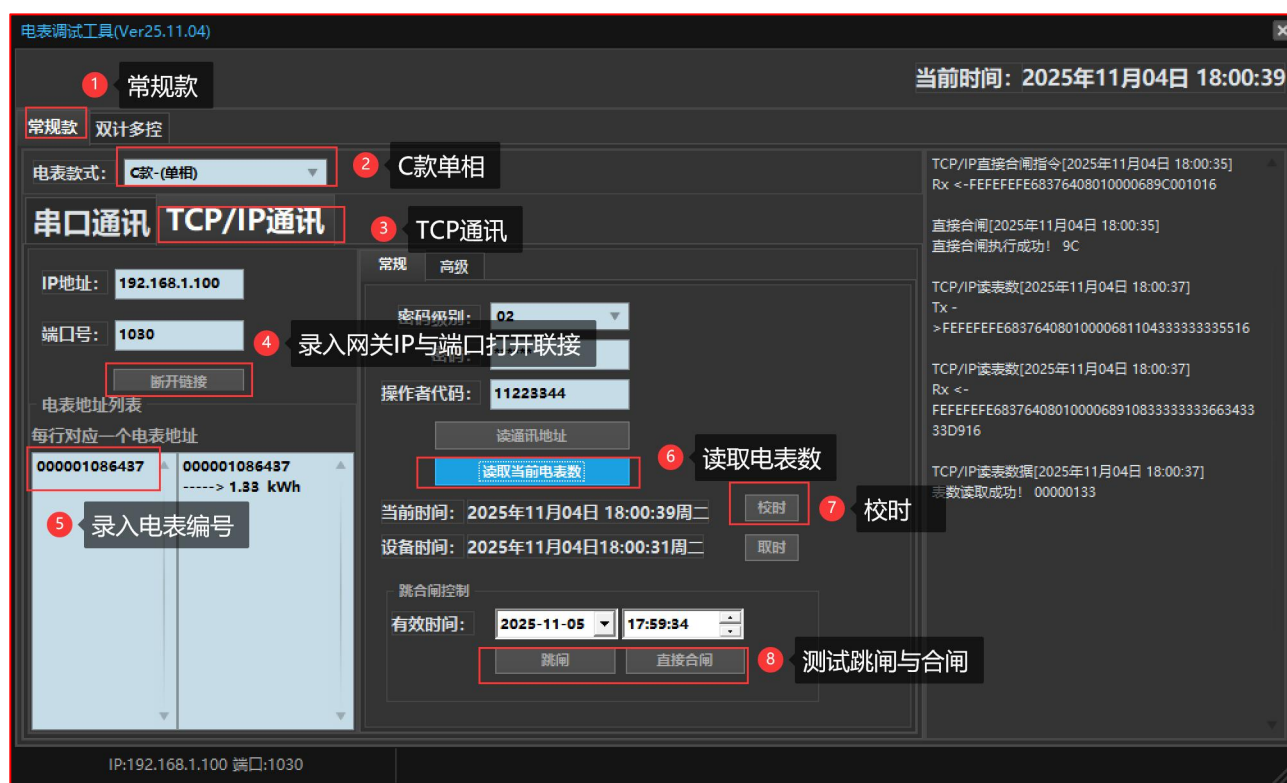 电表调试工具(Ver25.11.04)
当前时间：2025年11月04日 18:00:39
1 常规款
常规款 双计多控
电表款式： C款-(单相)
2 C款单相
串口通讯 TCP/IP通讯
3 TCP通讯
IP地址： 192.168.1.100
端口号： 1030
4 录入网关IP与端口打开联接
断开链接
电表地址列表
每行对应一个电表地址
000001086437
000001086437
-----> 1.33 kWh
5 录入电表编号
常规 高级
密码级别： 02
密码：
操作者代码： 11223344
读通讯地址
读取当前电表数
6 读取电表数
当前时间： 2025年11月04日 18:00:39周二
校时
7 校时
设备时间： 2025年11月04日18:00:31周二
取时
跳合闸控制
有效时间： 2025-11-05 17:59:34
跳闸 直接合闸
8 测试跳闸与合闸
TCP/IP直接合闸指令[2025年11月04日 18:00:35]
Rx <-FEFEFEFE68376408010000689C001016
直接合闸[2025年11月04日 18:00:35]
直接合闸执行成功! 9C
TCP/IP读表数[2025年11月04日 18:00:37]
Tx -
>FEFEFEFE6837640801000068110433333333335516
TCP/IP读表数[2025年11月04日 18:00:37]
Rx <-
FEFEFEFE6837640801000068910833333333663433
33D916
TCP/IP读表数据[2025年11月04日 18:00:37]
表数读取成功! 00000133
IP:192.168.1.100 端口:1030